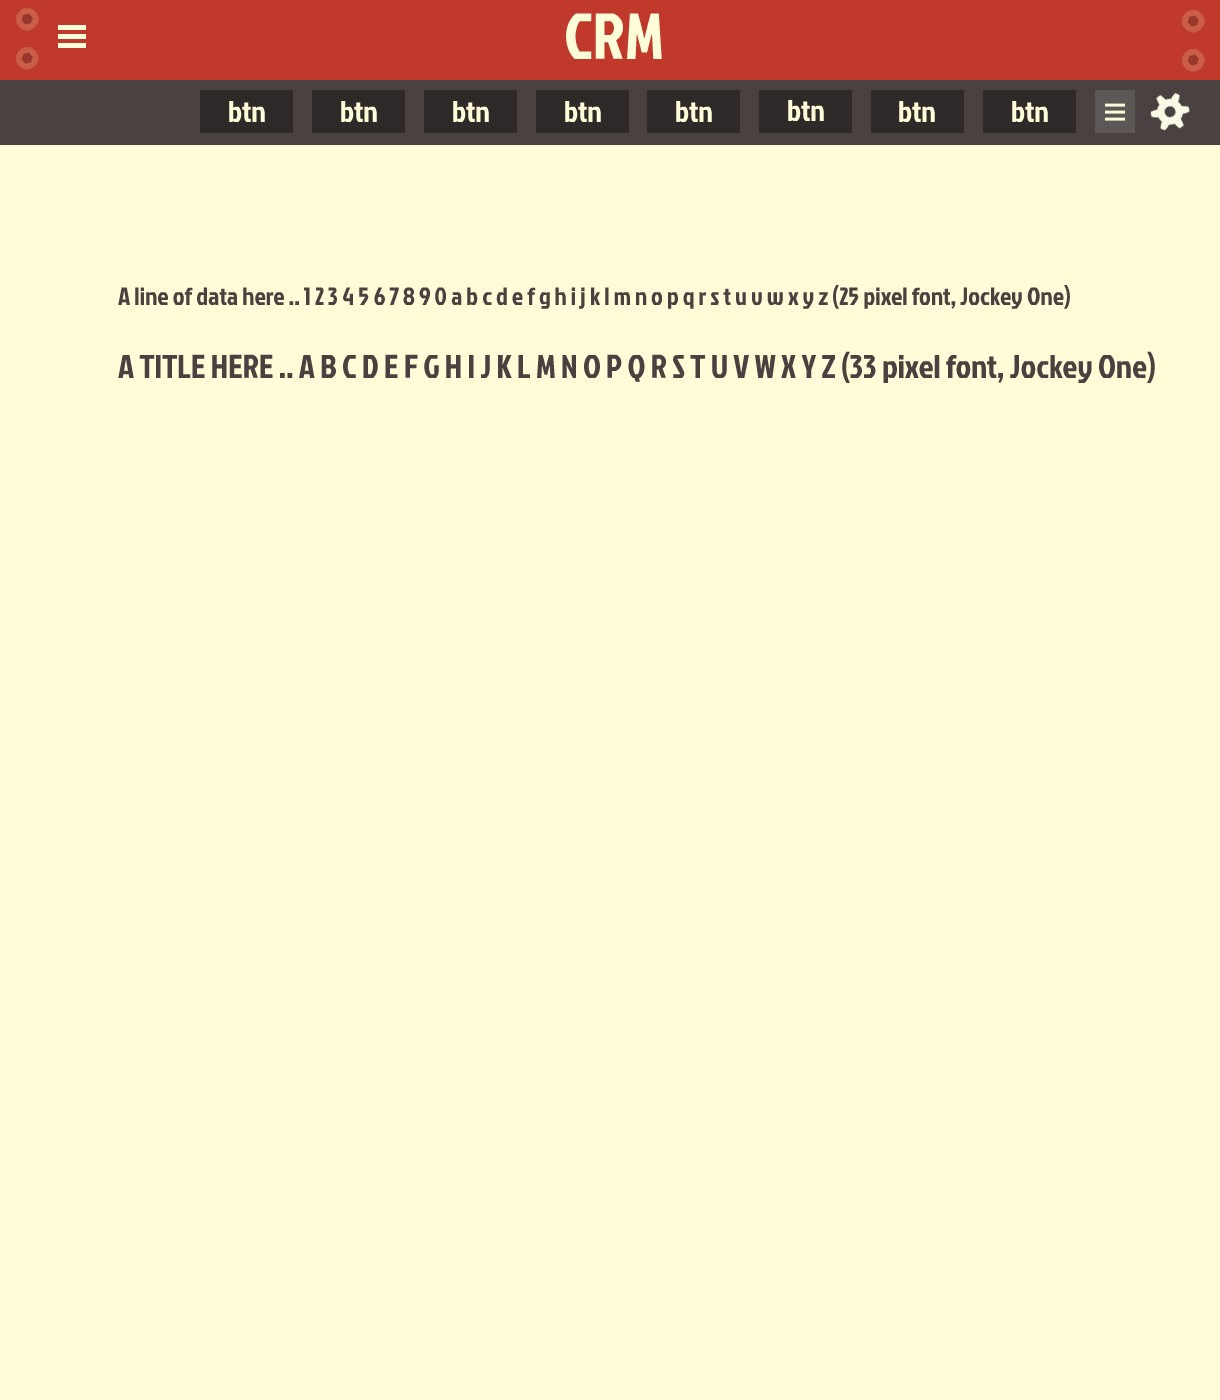 CRM
btn btn btn btn btn btn btn btn
A line of data here .. 1 2 3 4 5 6 7 8 9 0 a b c d e f g h i j k l m n o p q r s t u v w x y z (25 pixel font, Jockey One)
A TITLE HERE .. A B C D E F G H I J K L M N O P Q R S T U V W X Y Z (33 pixel font, Jockey One)